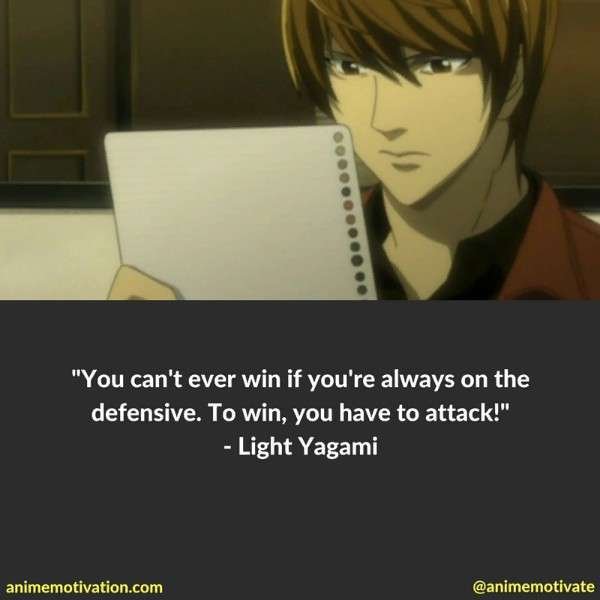 "You can't ever win if you're always on the
defensive. To win, you have to attack!"
- Light Yagami
animemotivation.com
@animemotivate